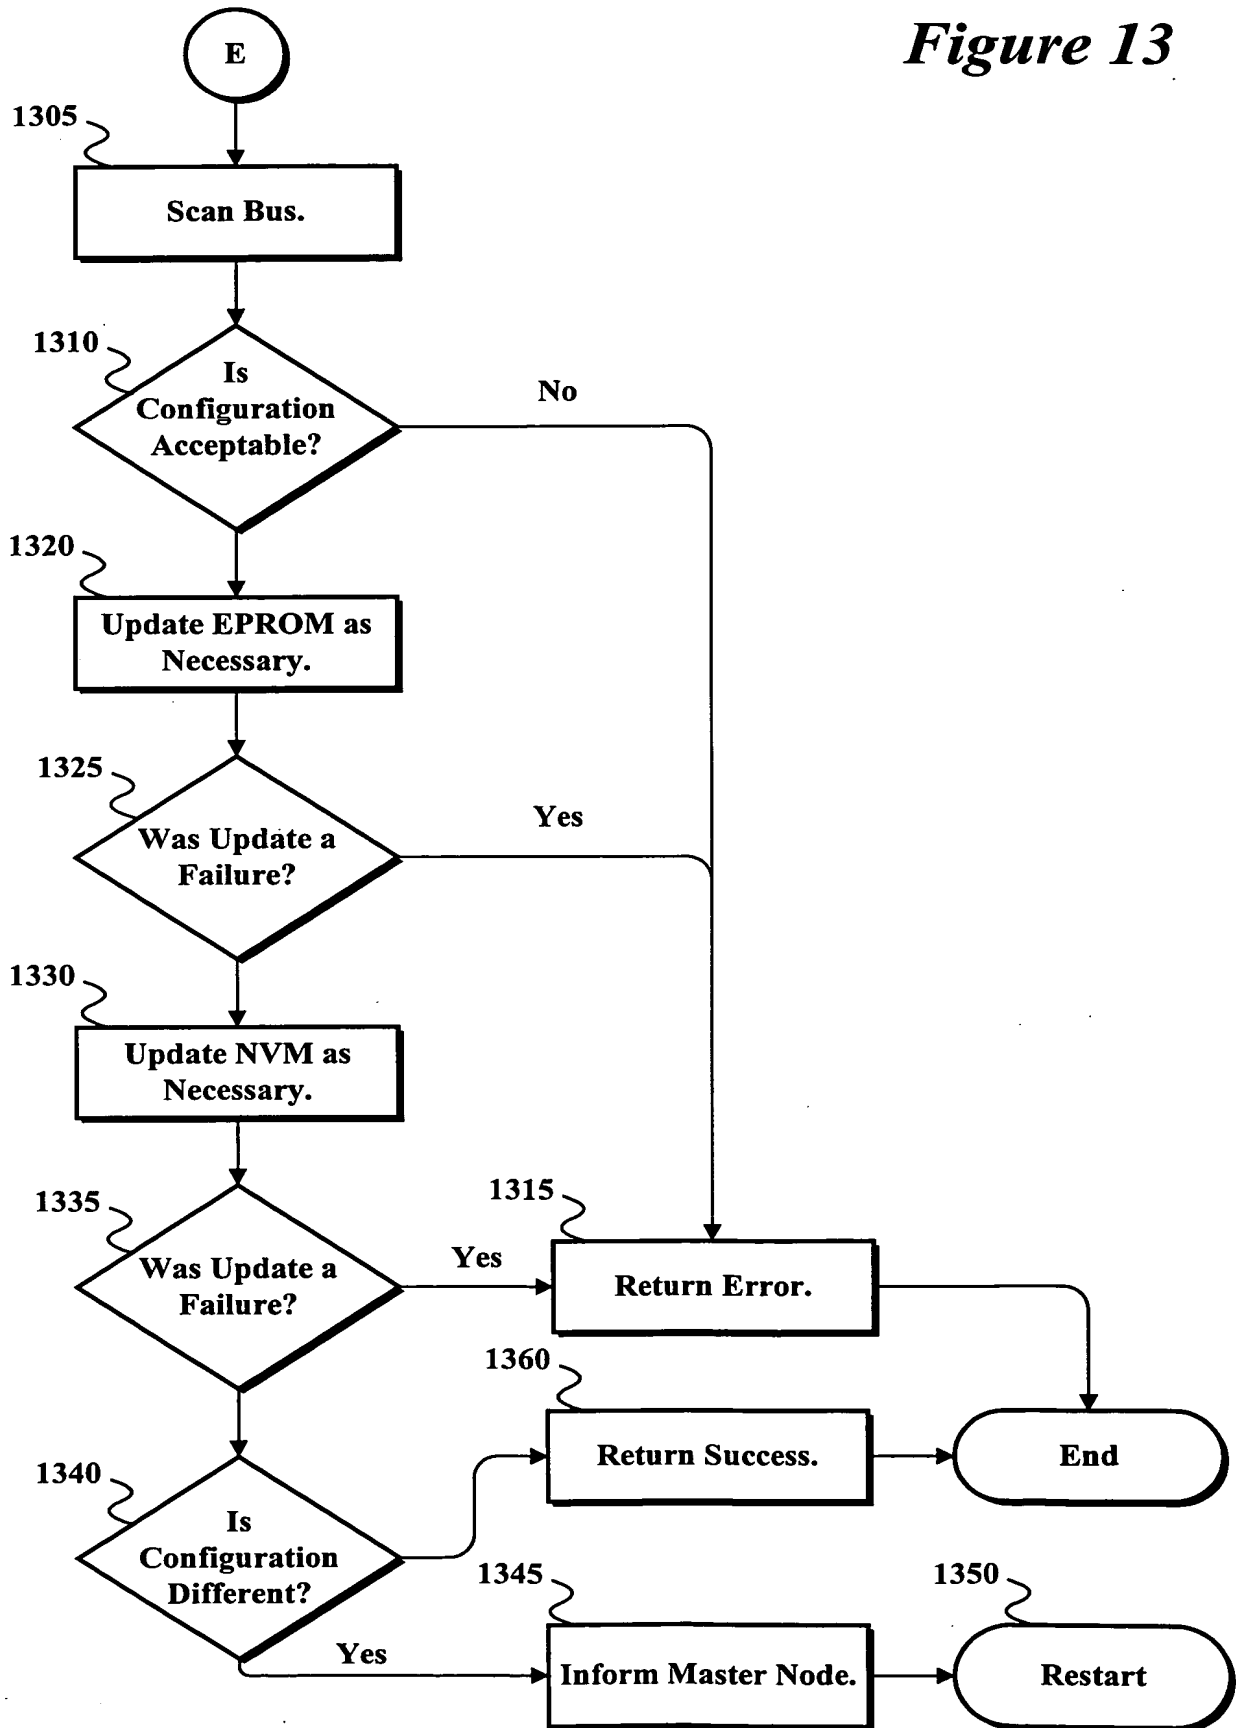 Figure 13
E
1305
Scan Bus.
1310
Is
Configuration
Acceptable?
No
1320
Update EPROM as
Necessary.
1325
Was Update a
Failure?
Yes
1330
Update NVM as
Necessary.
1335
Was Update a
Failure?
Yes
1315
Return Error.
1360
Return Success.
End
1340
Is
Configuration
Different?
Yes
1345
Inform Master Node.
1350
Restart